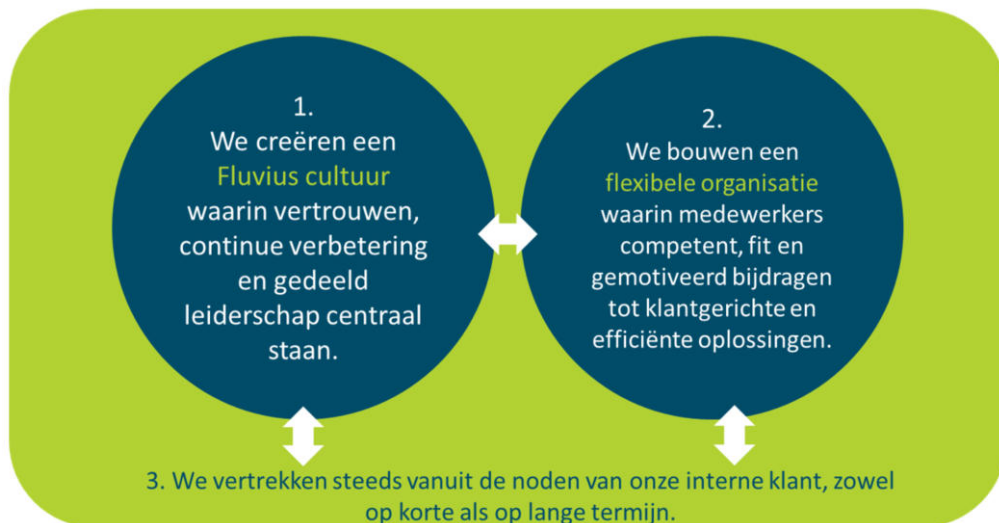 1.
We creëren een
Fluvius cultuur
waarin vertrouwen,
continue verbetering
en gedeeld
leiderschap centraal
staan.
2.
We bouwen een
flexibele organisatie
waarin medewerkers
competent, fit en
gemotiveerd bijdragen
tot klantgerichte en
efficiënte oplossingen.
3. We vertrekken steeds vanuit de noden van onze interne klant, zowel
op korte als op lange termijn.